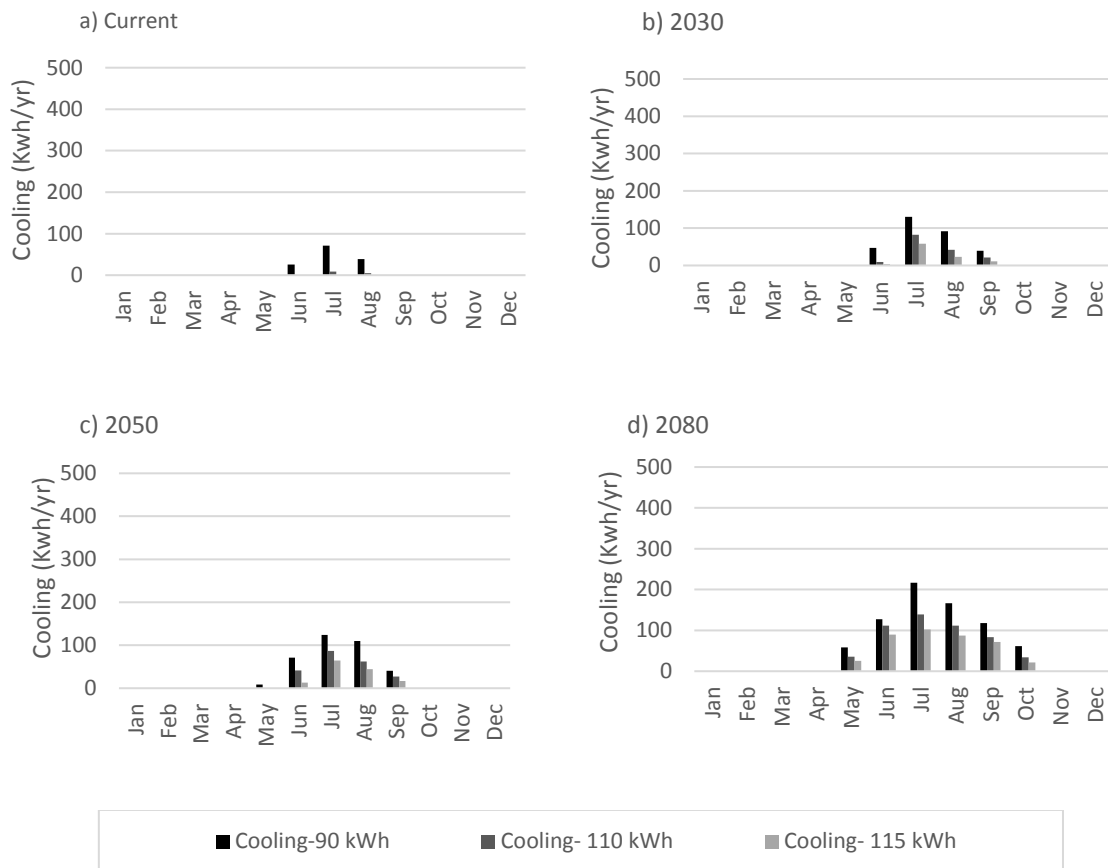 a) Current
Cooling (Kwh/yr)
500
400
300
200
100
0
Jan
Feb
Mar
Apr
May
Jun
Jul
Aug
Sep
Oct
Nov
Dec
b) 2030
Cooling (Kwh/yr)
500
400
300
200
100
0
Jan
Feb
Mar
Apr
May
Jun
Jul
Aug
Sep
Oct
Nov
Dec
c) 2050
Cooling (Kwh/yr)
500
400
300
200
100
0
Jan
Feb
Mar
Apr
May
Jun
Jul
Aug
Sep
Oct
Nov
Dec
d) 2080
Cooling (Kwh/yr)
500
400
300
200
100
0
Jan
Feb
Mar
Apr
May
Jun
Jul
Aug
Sep
Oct
Nov
Dec
Cooling-90 kWh
Cooling- 110 kWh
Cooling- 115 kWh